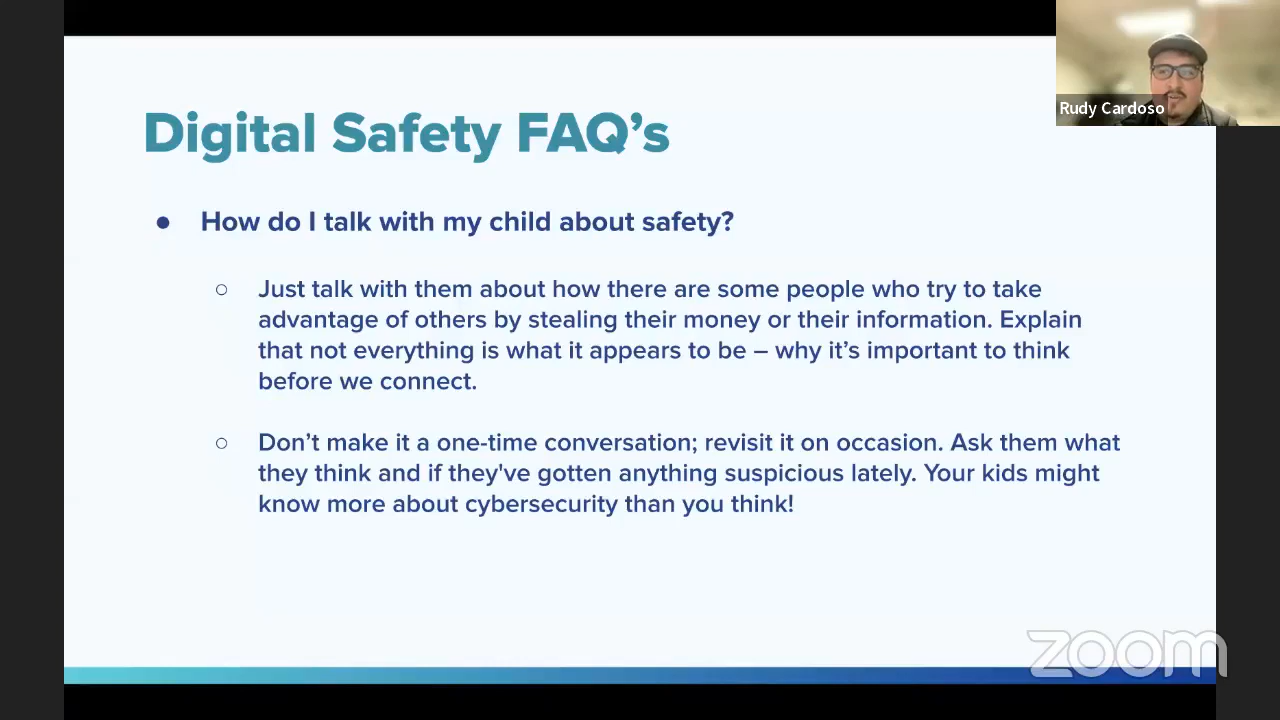 Rudy Cardoso
Digital Safety FAQ’s
● How do I talk with my child about safety?
○ Just talk with them about how there are some people who try to take
advantage of others by stealing their money or their information. Explain
that not everything is what it appears to be – why it’s important to think
before we connect.
○ Don’t make it a one-time conversation; revisit it on occasion. Ask them what
they think and if they've gotten anything suspicious lately. Your kids might
know more about cybersecurity than you think!
zoom